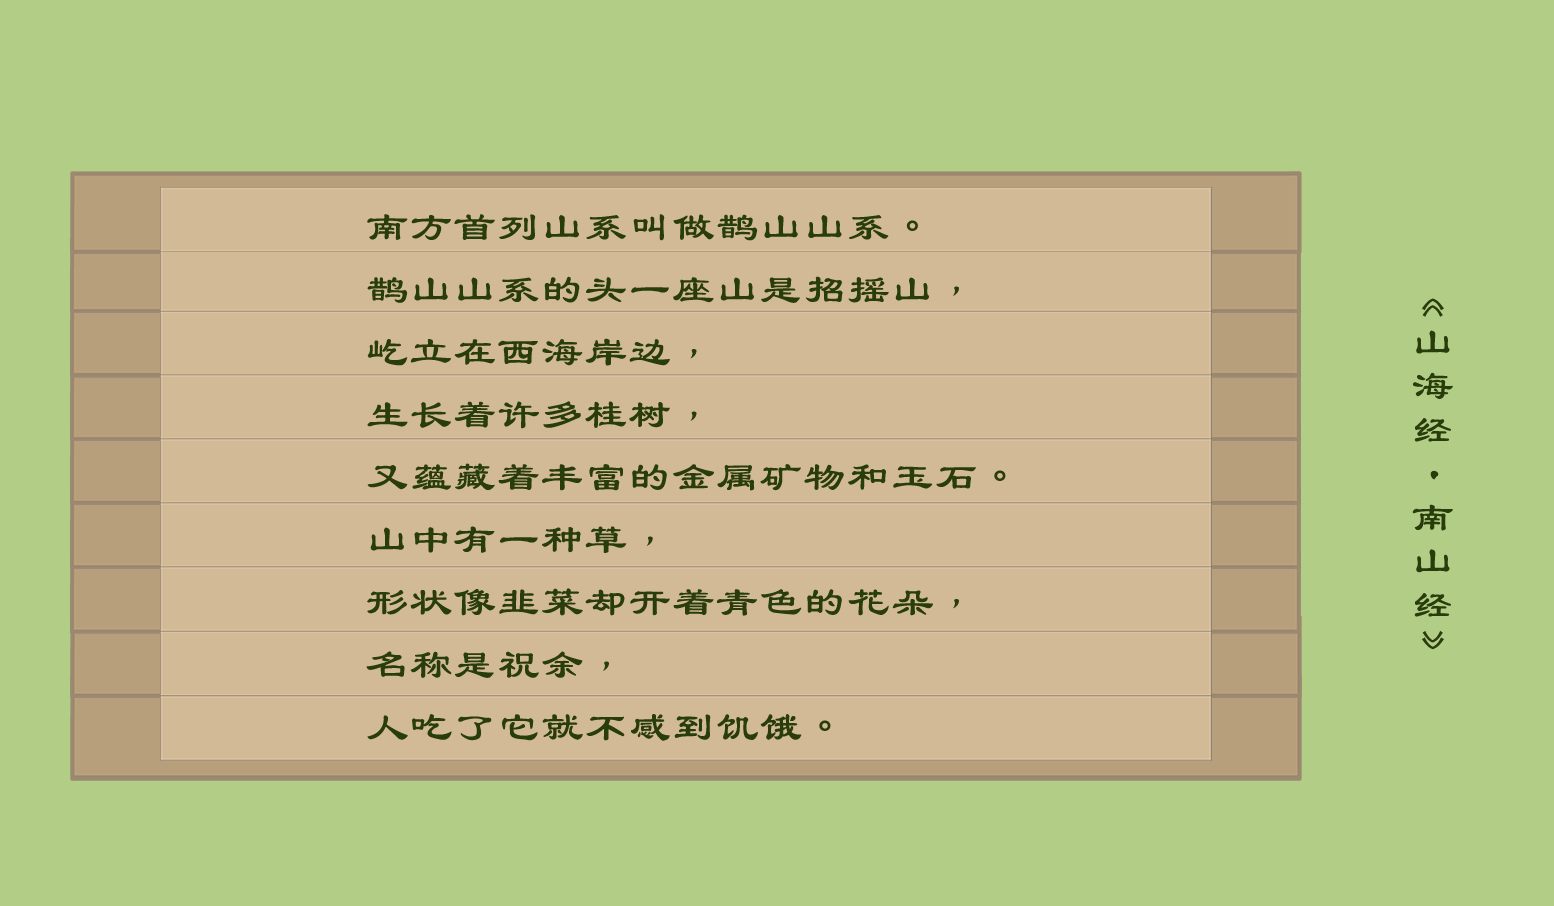 南方首列山系叫做鹊山山系。
鹊山山系的头一座山是招摇山，
屹立在西海岸边，
生长着许多桂树，
又蕴藏着丰富的金属矿物和玉石。
山中有一种草，
形状像韭菜却开着青色的花朵，
名称是祝余，
人吃了它就不感到饥饿。
《山海经·南山经》